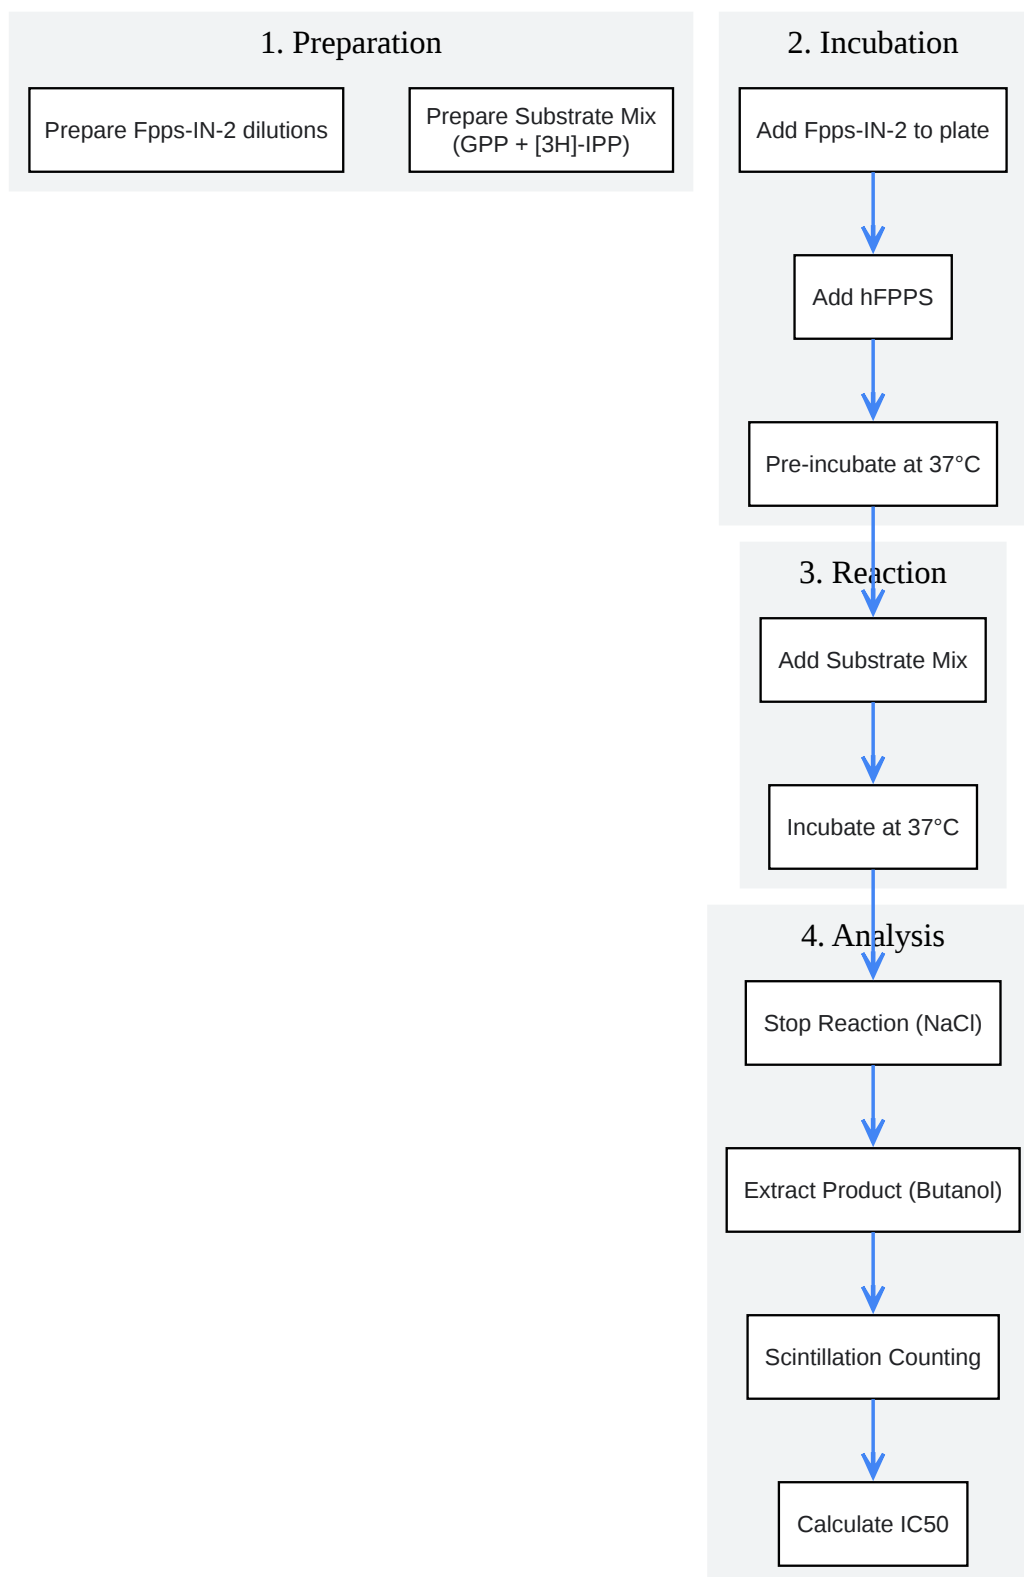 1. Preparation
Prepare Fpps-IN-2 dilutions
Prepare Substrate Mix
(GPP + [3H]-IPP)
2. Incubation
Add Fpps-IN-2 to plate
Add hFPPS
Pre-incubate at 37°C
3. Reaction
Add Substrate Mix
Incubate at 37°C
4. Analysis
Stop Reaction (NaCl)
Extract Product (Butanol)
Scintillation Counting
Calculate IC50